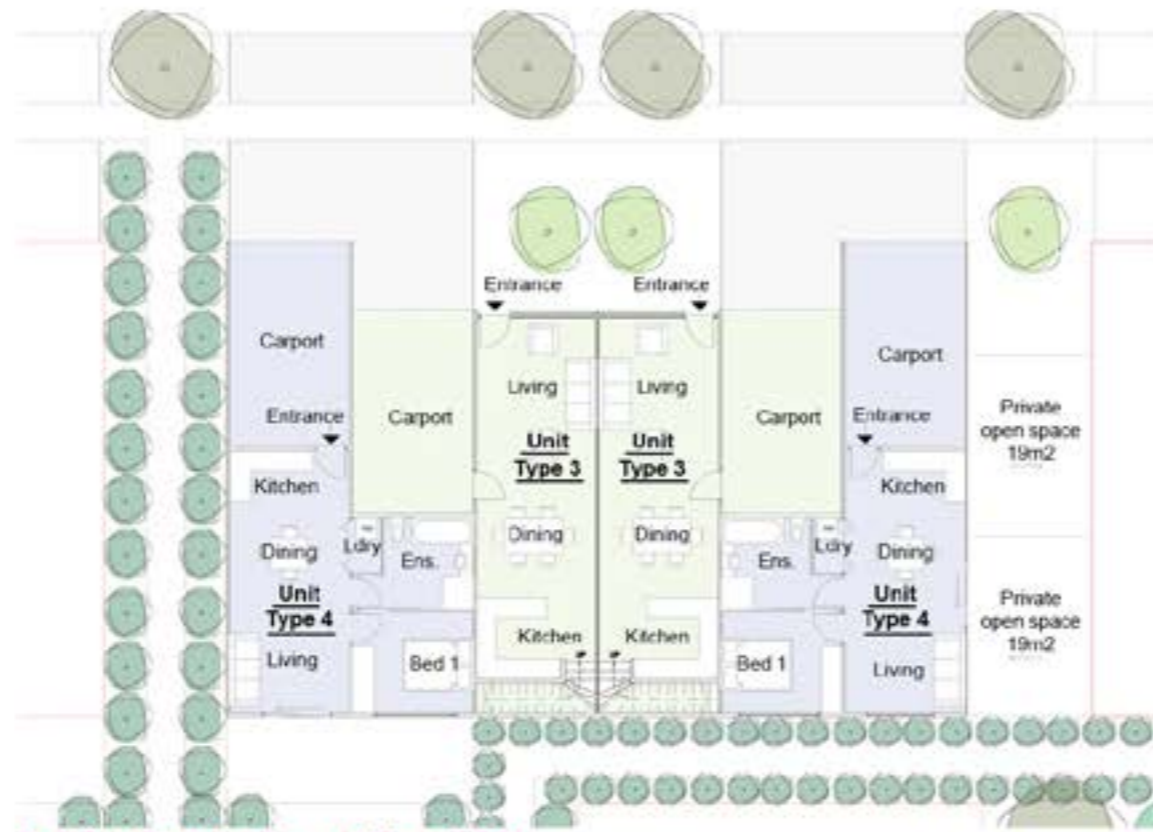 Entrance
Entrance
Carport
Living
Living
Carport
Entrance
Carport
Unit
Type 3
Unit
Type 3
Carport
Entrance
Private
open space
19m2
Kitchen
Kitchen
Dining
Ldry
Ens.
Dining
Dining
Ens.
Ldry
Dining
Unit
Type 4
Unit
Type 4
Private
open space
19m2
Living
Bed 1
Kitchen
Kitchen
Bed 1
Living